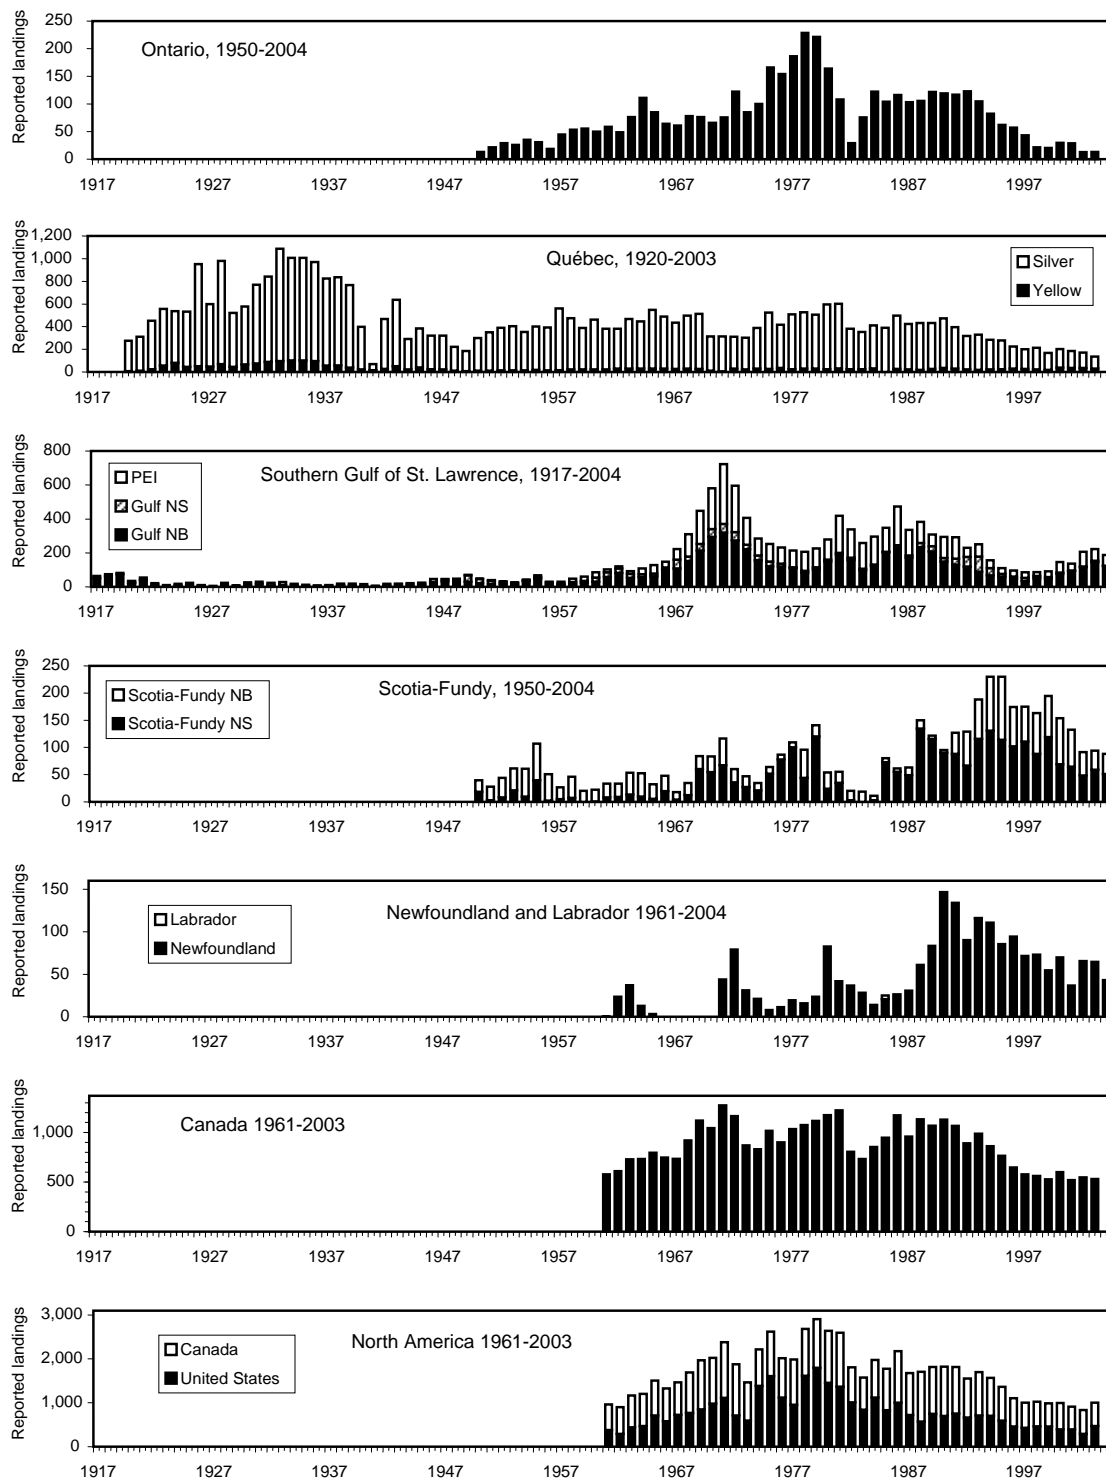 Reported landings
250
200
150
100
50
0
Ontario, 1950-2004
1917 1927 1937 1947 1957 1967 1977 1987 1997
Reported landings
1,200
1,000
800
600
400
200
0
Québec, 1920-2003
Silver
Yellow
1917 1927 1937 1947 1957 1967 1977 1987 1997
Reported landings
800
600
400
200
0
PEI
Gulf NS
Gulf NB
Southern Gulf of St. Lawrence, 1917-2004
1917 1927 1937 1947 1957 1967 1977 1987 1997
Reported landings
250
200
150
100
50
0
Scotia-Fundy NB
Scotia-Fundy NS
Scotia-Fundy, 1950-2004
1917 1927 1937 1947 1957 1967 1977 1987 1997
Reported landings
150
100
50
0
Labrador
Newfoundland
Newfoundland and Labrador 1961-2004
1917 1927 1937 1947 1957 1967 1977 1987 1997
Reported landings
1,000
500
0
Canada 1961-2003
1917 1927 1937 1947 1957 1967 1977 1987 1997
Reported landings
3,000
2,000
1,000
0
Canada
United States
North America 1961-2003
1917 1927 1937 1947 1957 1967 1977 1987 1997